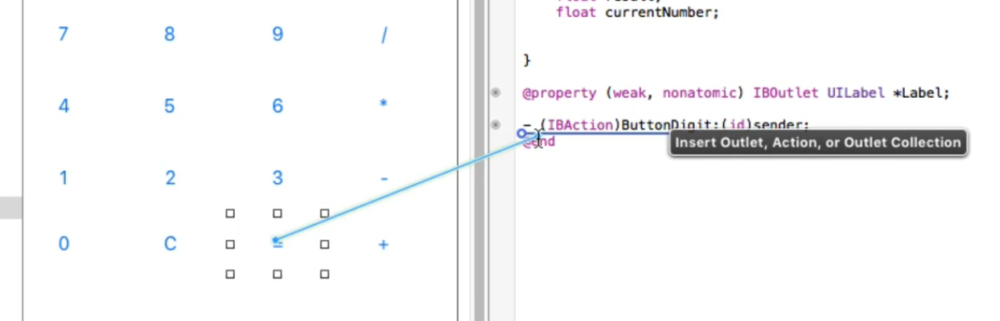 float currentNumber;
}
@property (weak, nonatomic) IBOutlet UILabel *Label;
- (IBAction)ButtonDigit:(id)sender;
@end
Insert Outlet, Action, or Outlet Collection
7 8 9 /
4 5 6 *
1 2 3 -
0 C = +